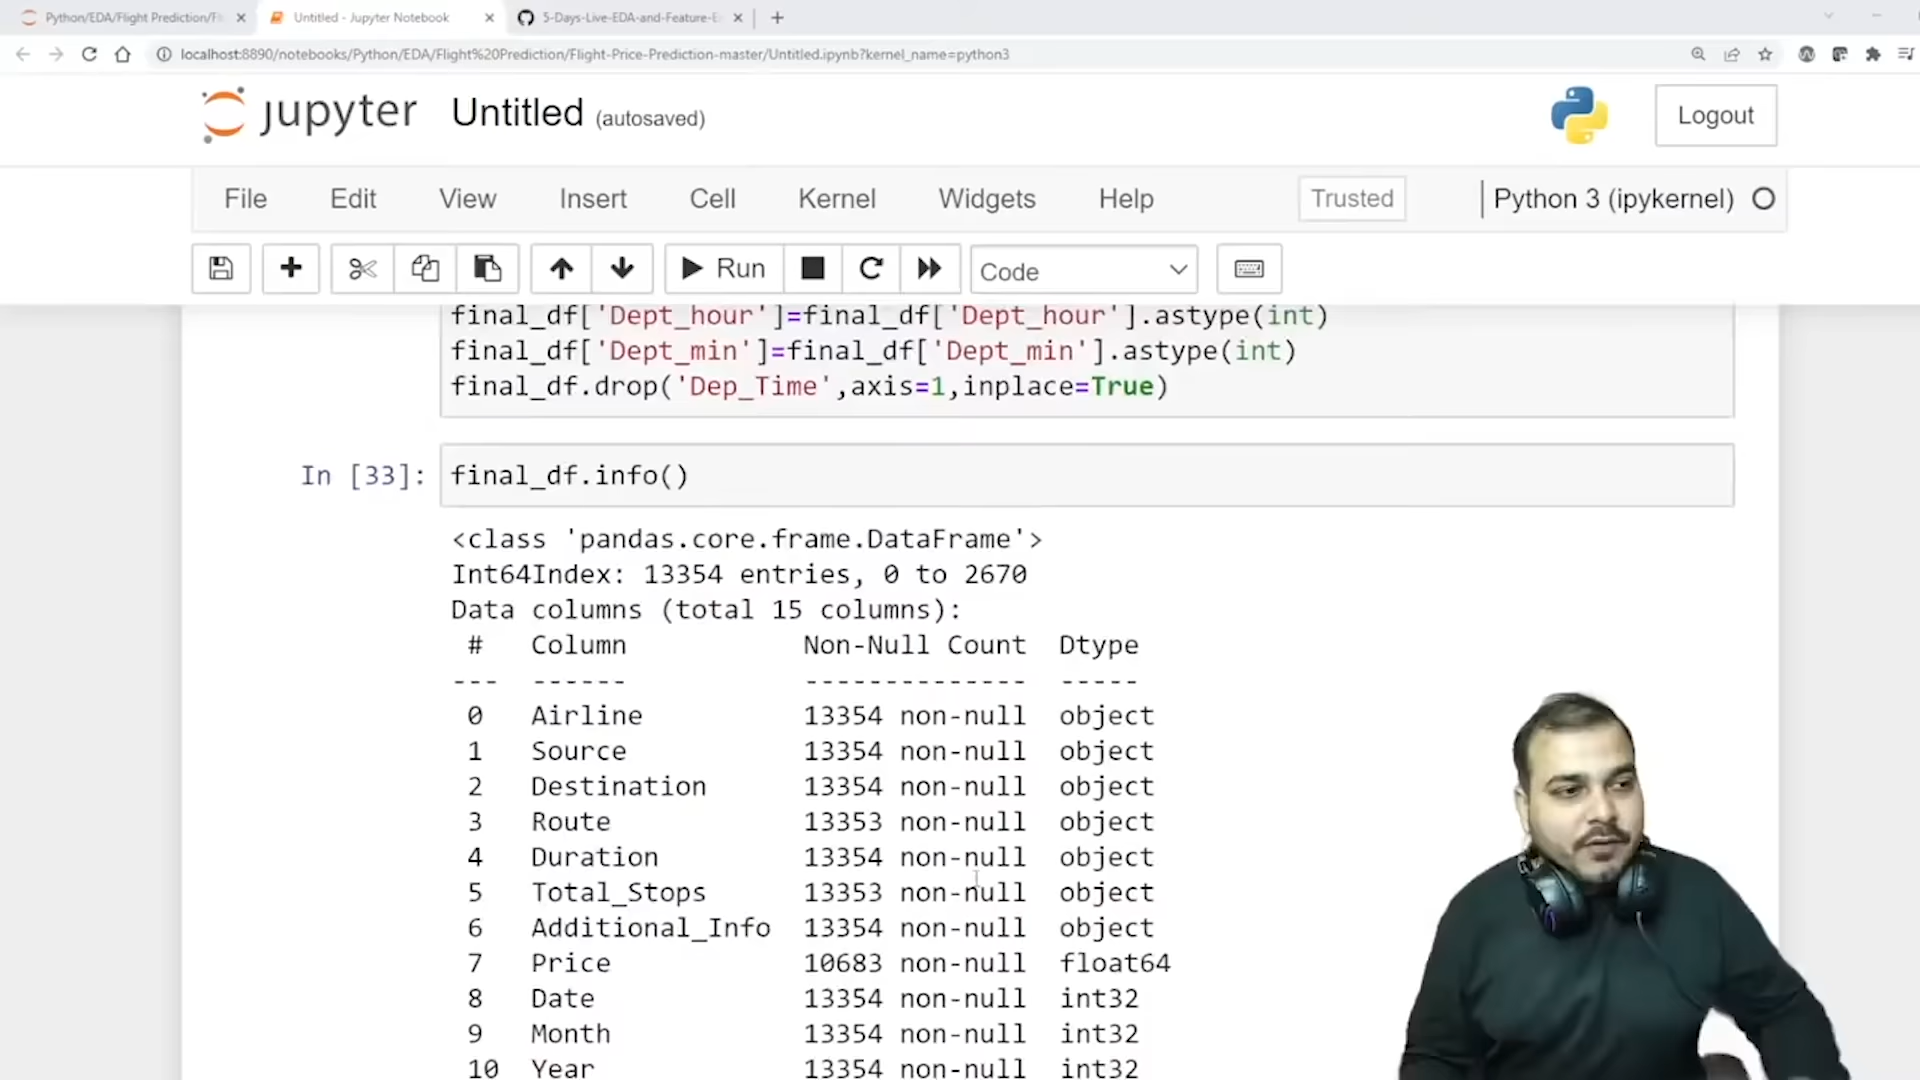 Python/EDA/Flight Prediction/Fl
Untitled - Jupyter Notebook
5-Days-Live-EDA-and-Feature-E
localhost:8890/notebooks/Python/EDA/Flight%20Prediction/Flight-Price-Prediction-master/Untitled.ipynb?kernel_name=python3
jupyter Untitled (autosaved)
Logout
File Edit View Insert Cell Kernel Widgets Help Trusted Python 3 (ipykernel)
Run Code
final_df['Dept_hour']=final_df['Dept_hour'].astype(int)
final_df['Dept_min']=final_df['Dept_min'].astype(int)
final_df.drop('Dep_Time',axis=1,inplace=True)
In [33]: final_df.info()
<class 'pandas.core.frame.DataFrame'>
Int64Index: 13354 entries, 0 to 2670
Data columns (total 15 columns):
# Column Non-Null Count Dtype
--- ------ -------------- -----
0 Airline 13354 non-null object
1 Source 13354 non-null object
2 Destination 13354 non-null object
3 Route 13353 non-null object
4 Duration 13354 non-null object
5 Total_Stops 13353 non-null object
6 Additional_Info 13354 non-null object
7 Price 10683 non-null float64
8 Date 13354 non-null int32
9 Month 13354 non-null int32
10 Year 13354 non-null int32